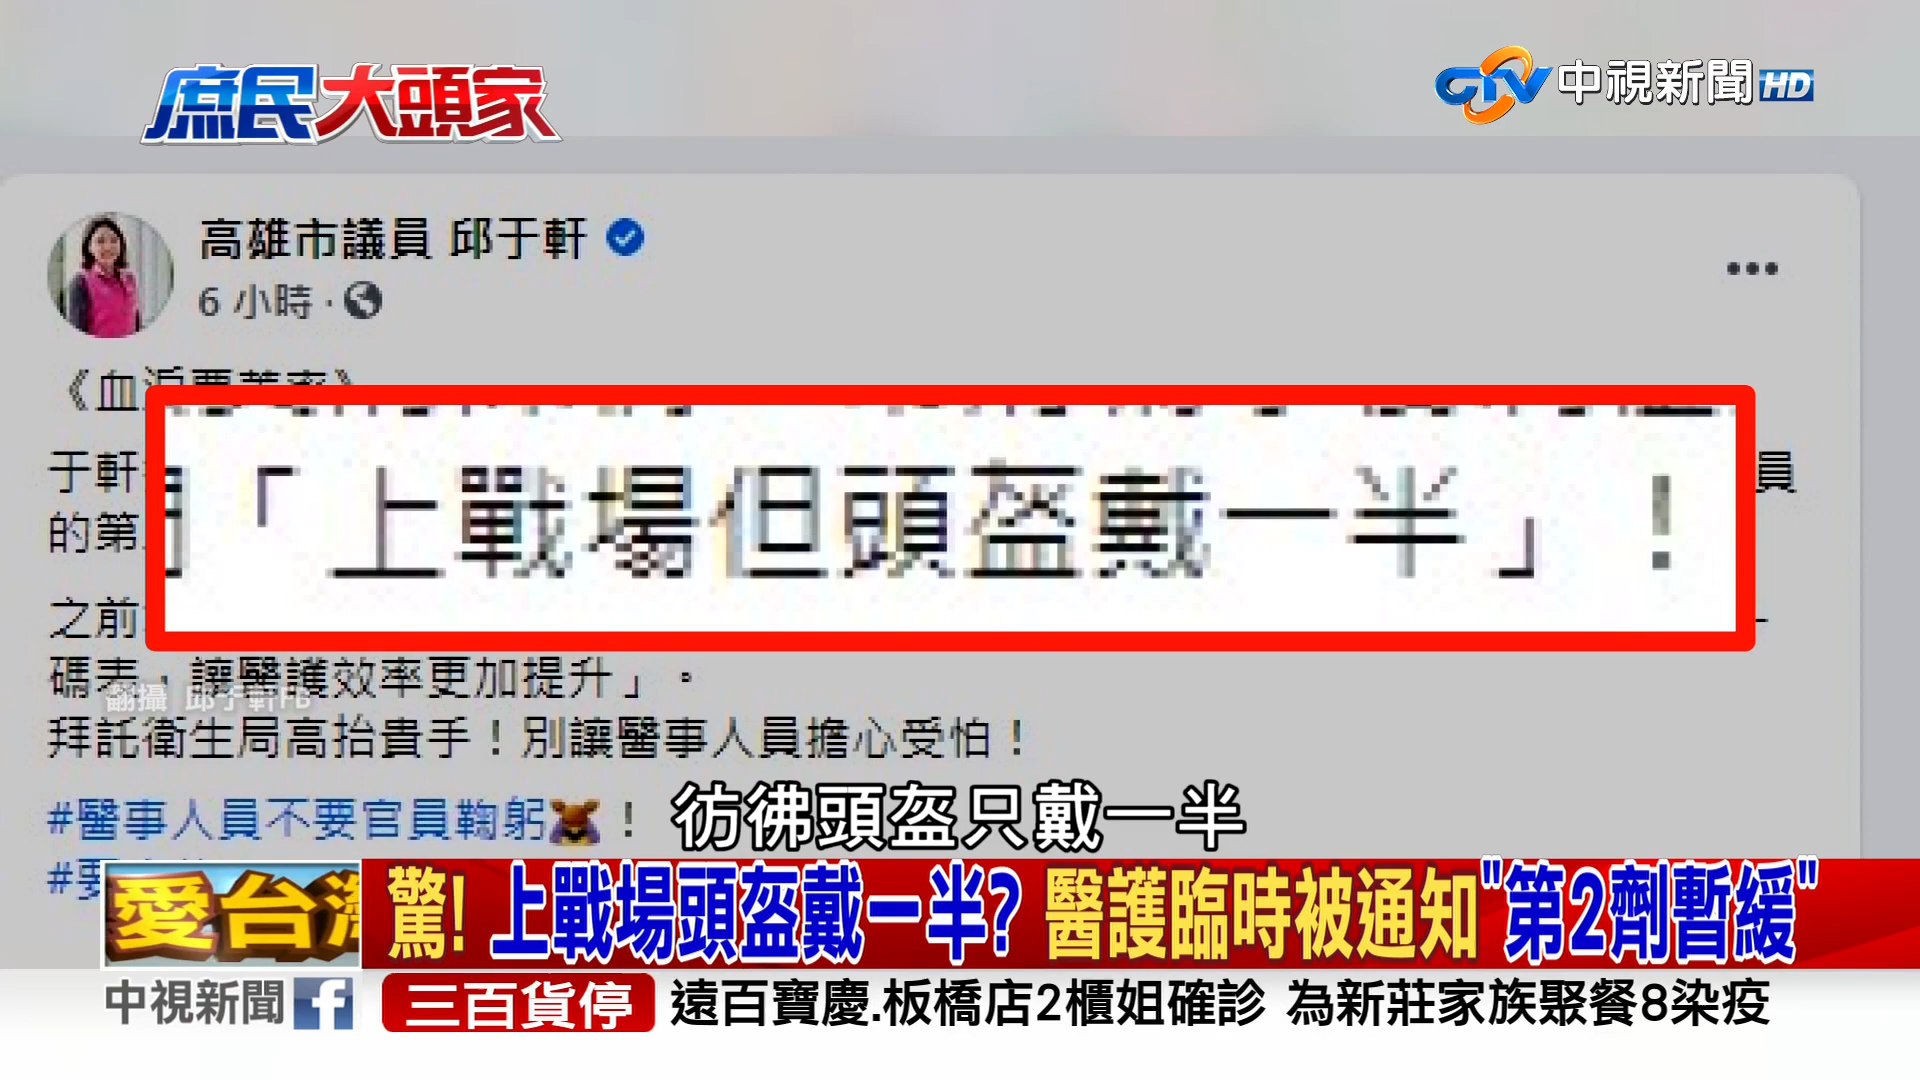 庶民大頭家
CTV中視新聞HD
高雄市議員 邱于軒
6 小時
《血淚
于軒
員
的第
「上戰場但頭盔戴一半」!
之前
碼表,讓醫護效率更加提升」。
翻攝 邱于軒FB
拜託衛生局高抬貴手!別讓醫事人員擔心受怕!
#醫事人員不要官員鞠躬 !
彷彿頭盔只戴一半
#要
愛台灣
驚! 上戰場頭盔戴一半? 醫護臨時被通知"第2劑暫緩"
中視新聞
三百貨停 遠百寶慶.板橋店2櫃姐確診 為新莊家族聚餐8染疫